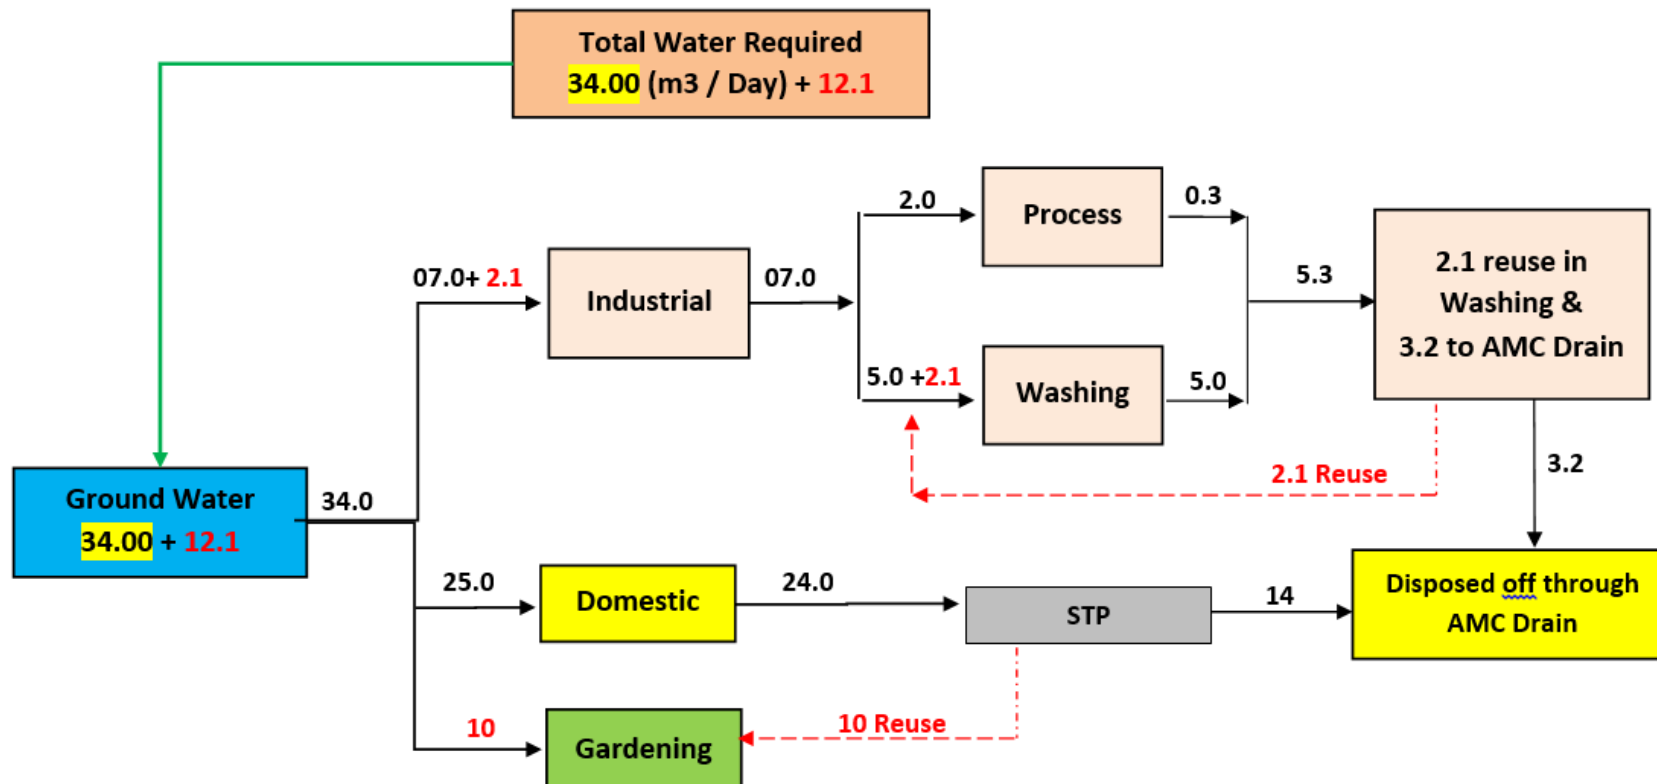 Total Water Required
34.00 (m3 / Day) + 12.1
2.0
Process
0.3
07.0+ 2.1
Industrial
07.0
5.3
2.1 reuse in
Washing &
3.2 to AMC Drain
5.0 +2.1
Washing
5.0
2.1 Reuse
3.2
Ground Water
34.00 + 12.1
34.0
25.0
Domestic
24.0
STP
14
Disposed off through
AMC Drain
10
Gardening
10 Reuse